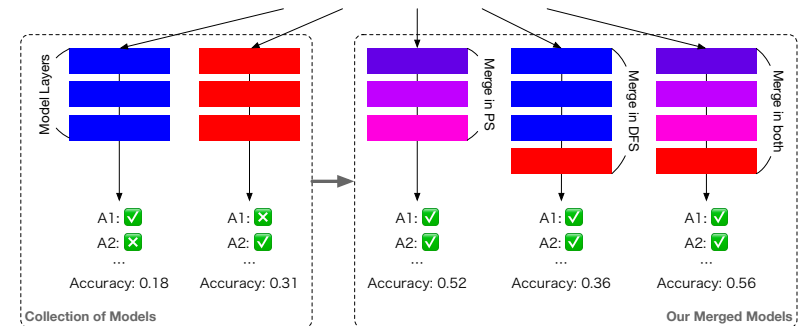 Model Layers
Merge in PS
Merge in DFS
Merge in both
A1: ✅
A2: ❎
...
Accuracy: 0.18
A1: ❎
A2: ✅
...
Accuracy: 0.31
A1: ✅
A2: ✅
...
Accuracy: 0.52
A1: ✅
A2: ✅
...
Accuracy: 0.36
A1: ✅
A2: ✅
...
Accuracy: 0.56
Collection of Models
Our Merged Models